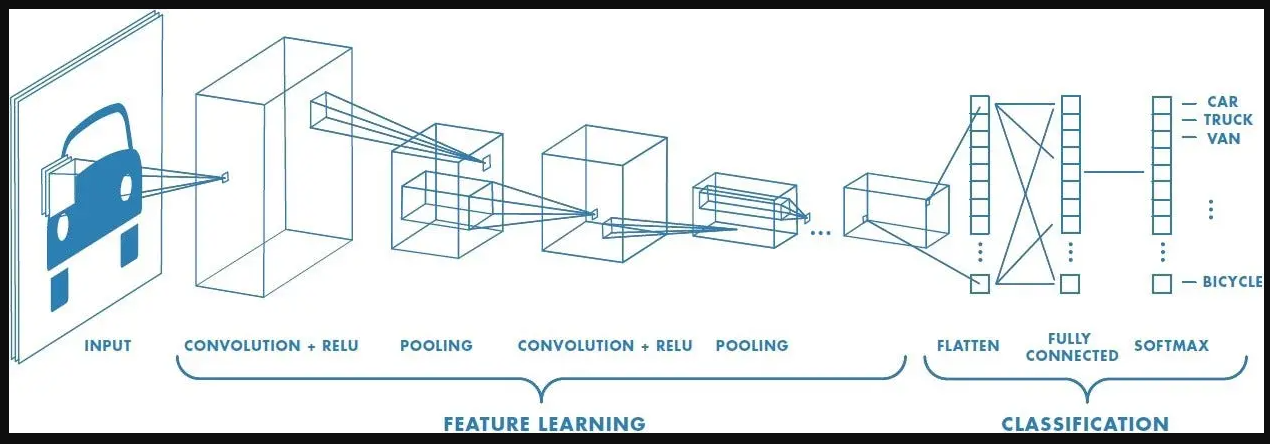 CAR
TRUCK
VAN
BICYCLE
INPUT
CONVOLUTION + RELU
POOLING
CONVOLUTION + RELU
POOLING
FLATTEN
FULLY
CONNECTED
SOFTMAX
FEATURE LEARNING
CLASSIFICATION